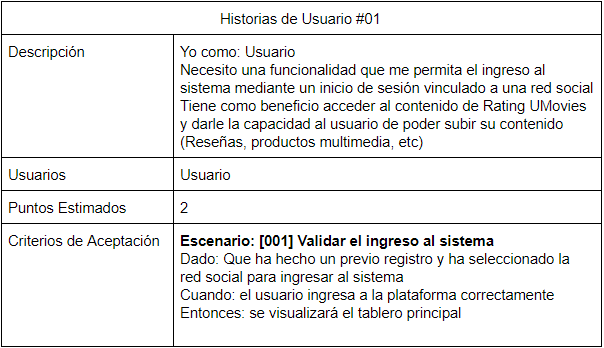 Historias de Usuario #01
Descripción
Yo como: Usuario
Necesito una funcionalidad que me permita el ingreso al
sistema mediante un inicio de sesión vinculado a una red social
Tiene como beneficio acceder al contenido de Rating UMovies
y darle la capacidad al usuario de poder subir su contenido
(Reseñas, productos multimedia, etc)
Usuarios
Usuario
Puntos Estimados
2
Criterios de Aceptación
Escenario: [001] Validar el ingreso al sistema
Dado: Que ha hecho un previo registro y ha seleccionado la
red social para ingresar al sistema
Cuando: el usuario ingresa a la plataforma correctamente
Entonces: se visualizará el tablero principal